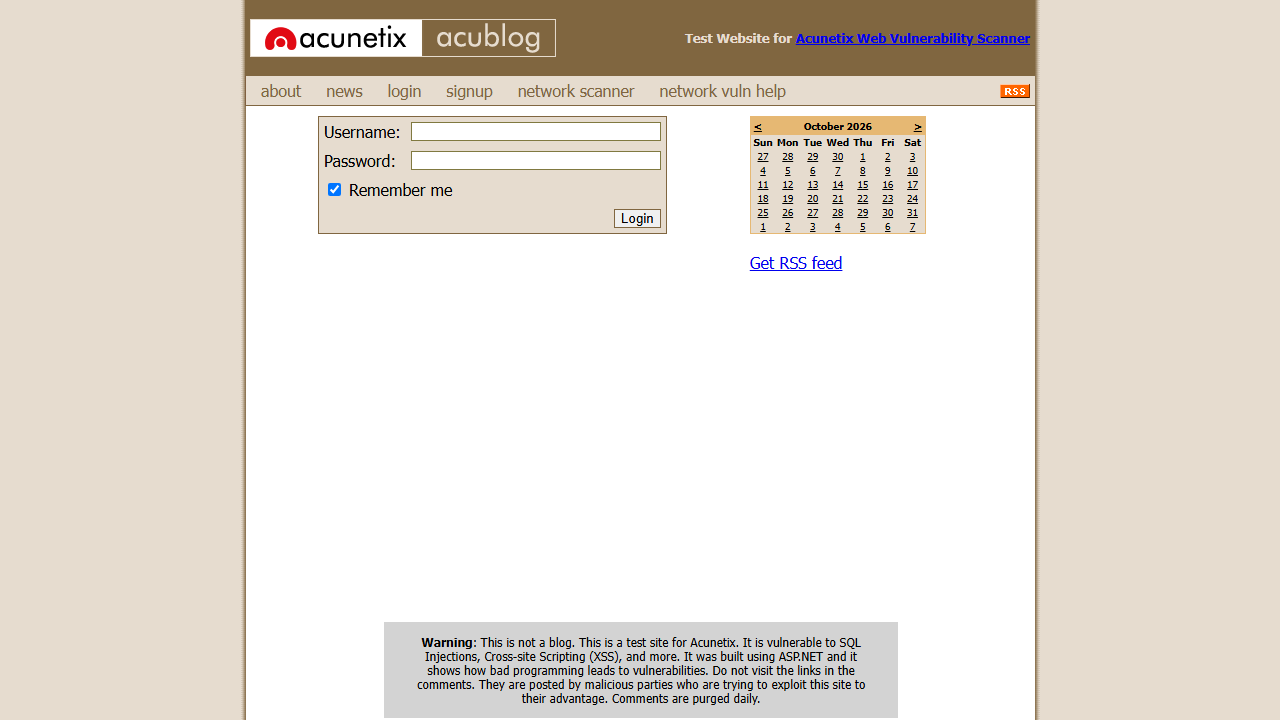 acunetix acublog
Test Website for Acunetix Web Vulnerability Scanner
about news login signup network scanner network vuln help RSS
Username:
Password:
Remember me
Login
< October 2026 >
Sun Mon Tue Wed Thu Fri Sat
27 28 29 30 1 2 3
4 5 6 7 8 9 10
11 12 13 14 15 16 17
18 19 20 21 22 23 24
25 26 27 28 29 30 31
1 2 3 4 5 6 7
Get RSS feed
Warning: This is not a blog. This is a test site for Acunetix. It is vulnerable to SQL
Injections, Cross-site Scripting (XSS), and more. It was built using ASP.NET and it
shows how bad programming leads to vulnerabilities. Do not visit the links in the
comments. They are posted by malicious parties who are trying to exploit this site to
their advantage. Comments are purged daily.